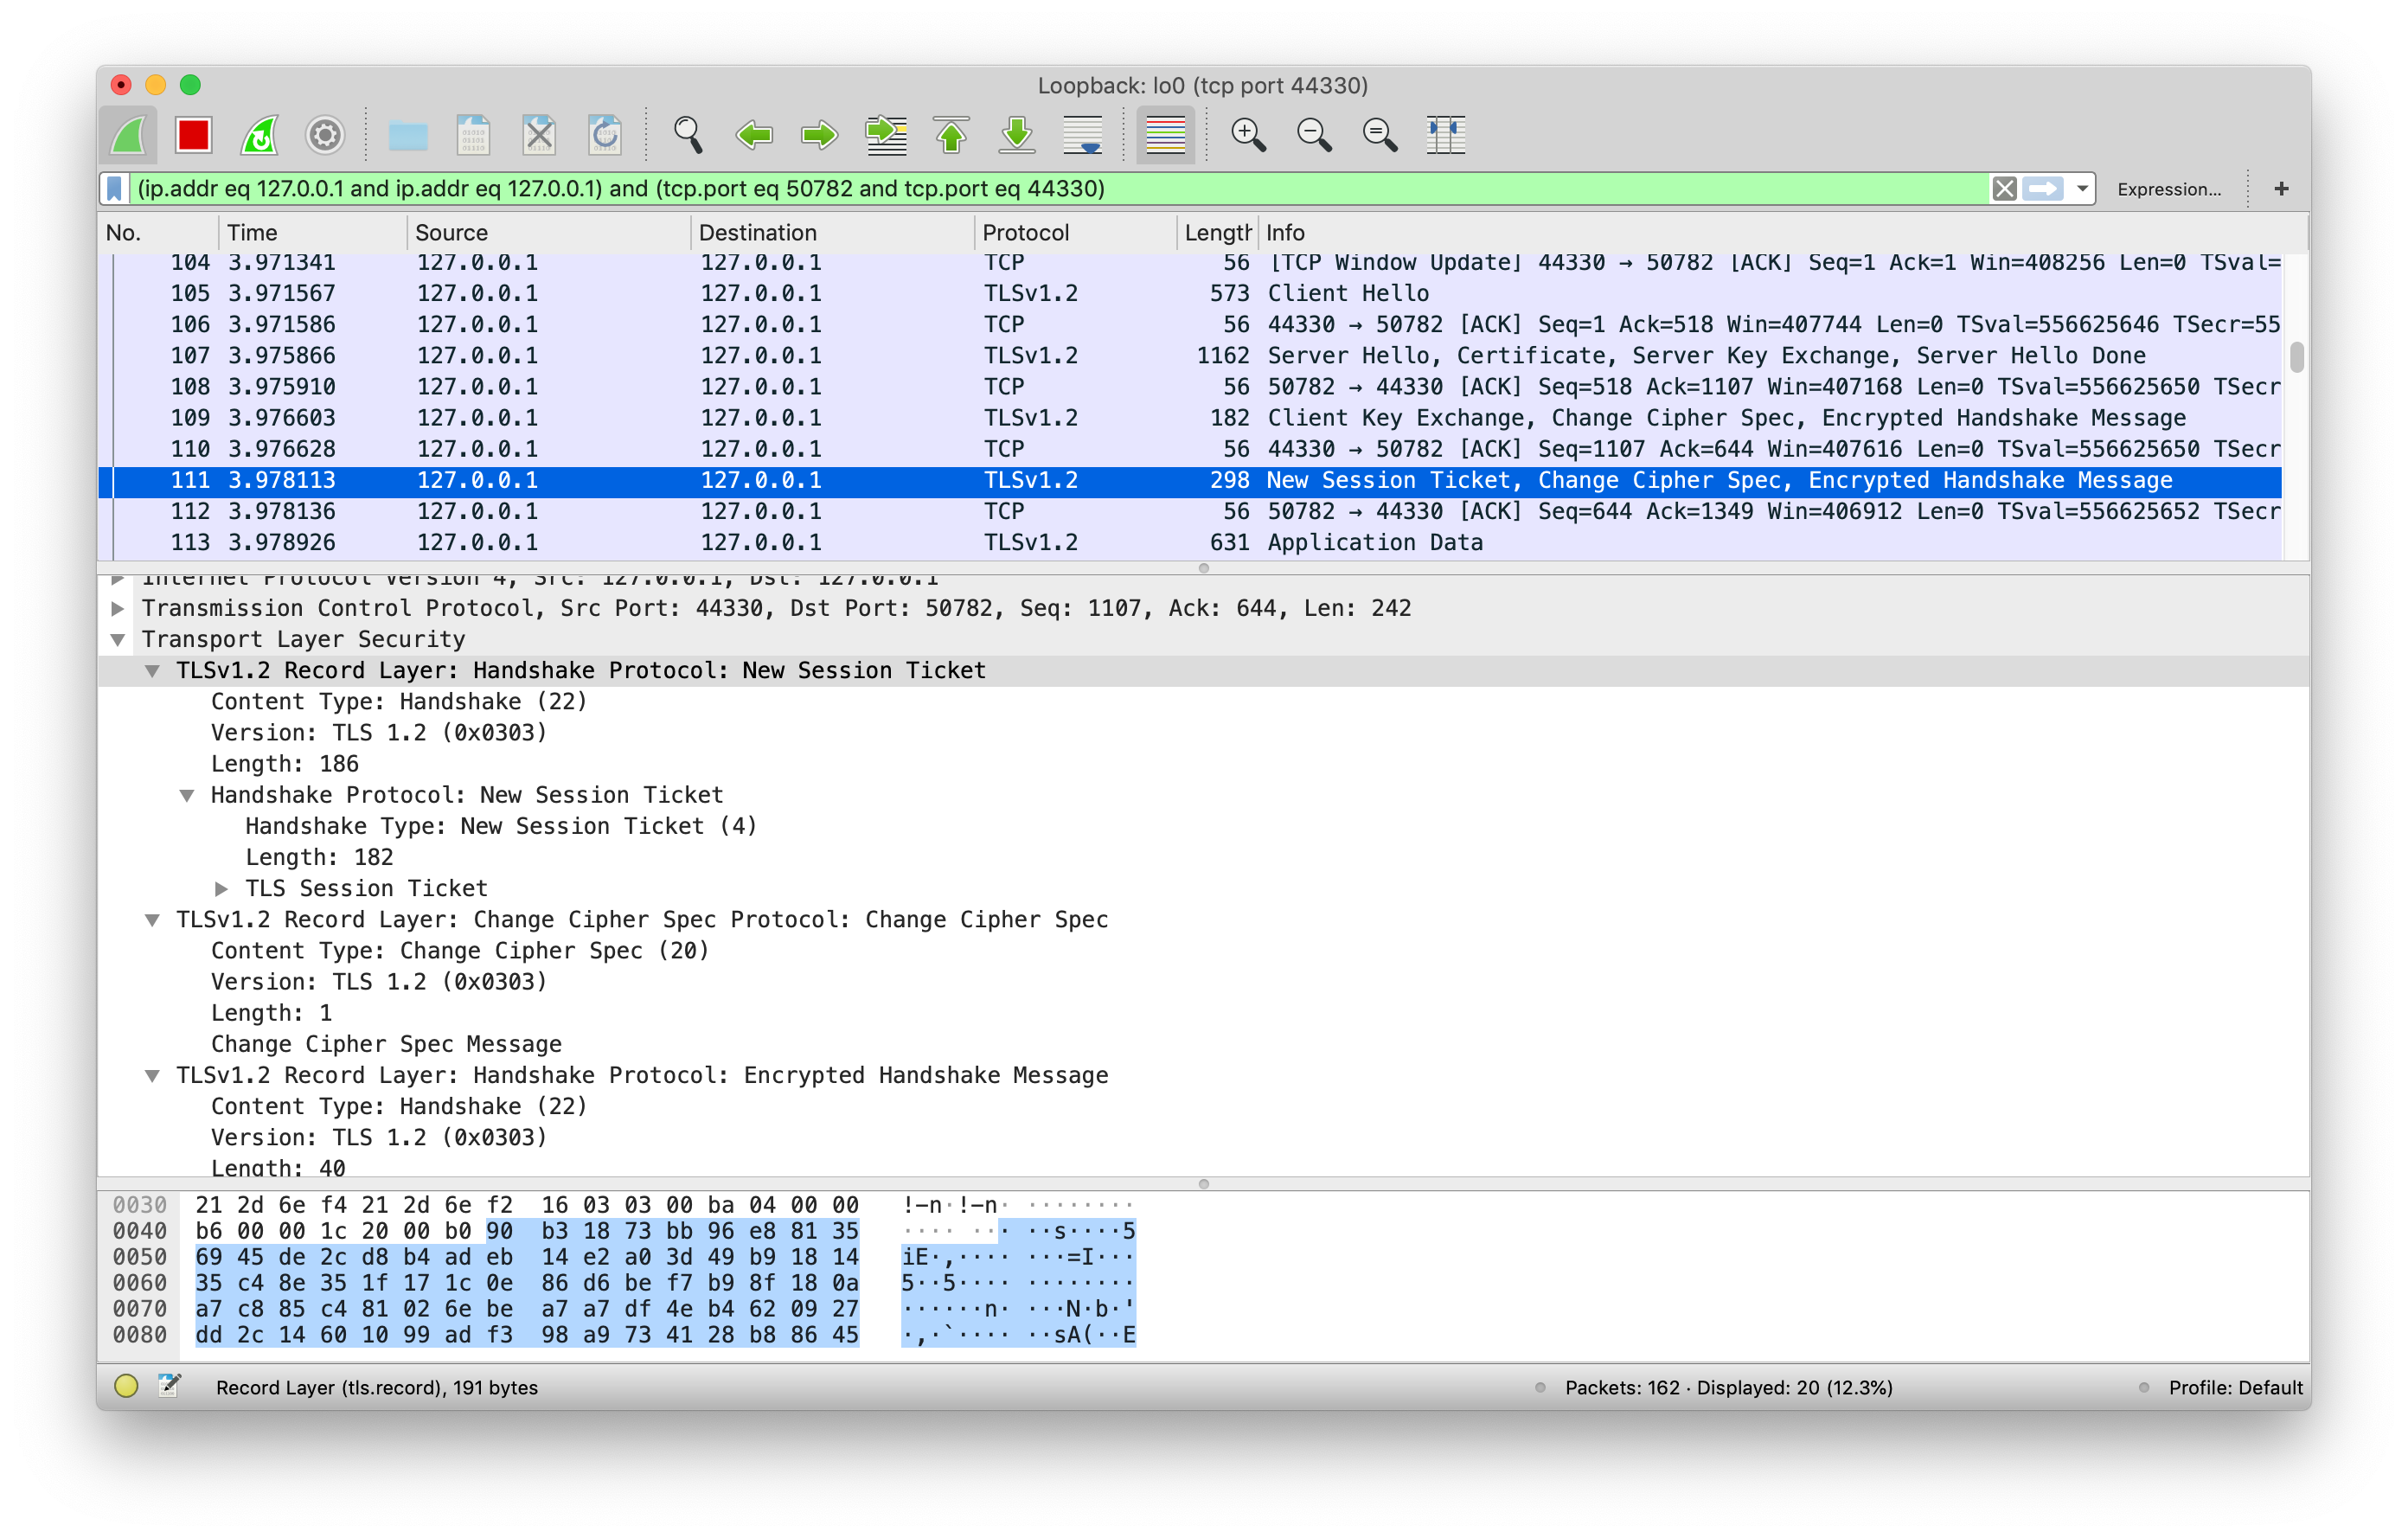 Loopback: lo0 (tcp port 44330)
(ip.addr eq 127.0.0.1 and ip.addr eq 127.0.0.1) and (tcp.port eq 50782 and tcp.port eq 44330)
Expression... +
No. Time Source Destination Protocol Length Info
104 3.971341 127.0.0.1 127.0.0.1 TCP 56 [TCP Window Update] 44330 → 50782 [ACK] Seq=1 Ack=1 Win=408256 Len=0 TSval=
105 3.971567 127.0.0.1 127.0.0.1 TLSv1.2 573 Client Hello
106 3.971586 127.0.0.1 127.0.0.1 TCP 56 44330 → 50782 [ACK] Seq=1 Ack=518 Win=407744 Len=0 TSval=556625646 TSecr=55
107 3.975866 127.0.0.1 127.0.0.1 TLSv1.2 1162 Server Hello, Certificate, Server Key Exchange, Server Hello Done
108 3.975910 127.0.0.1 127.0.0.1 TCP 56 50782 → 44330 [ACK] Seq=518 Ack=1107 Win=407168 Len=0 TSval=556625650 TSecr
109 3.976603 127.0.0.1 127.0.0.1 TLSv1.2 182 Client Key Exchange, Change Cipher Spec, Encrypted Handshake Message
110 3.976628 127.0.0.1 127.0.0.1 TCP 56 44330 → 50782 [ACK] Seq=1107 Ack=644 Win=407616 Len=0 TSval=556625650 TSecr
111 3.978113 127.0.0.1 127.0.0.1 TLSv1.2 298 New Session Ticket, Change Cipher Spec, Encrypted Handshake Message
112 3.978136 127.0.0.1 127.0.0.1 TCP 56 50782 → 44330 [ACK] Seq=644 Ack=1349 Win=406912 Len=0 TSval=556625652 TSecr
113 3.978926 127.0.0.1 127.0.0.1 TLSv1.2 631 Application Data
Internet Protocol Version 4, Src: 127.0.0.1, Dst: 127.0.0.1
Transmission Control Protocol, Src Port: 44330, Dst Port: 50782, Seq: 1107, Ack: 644, Len: 242
Transport Layer Security
TLSv1.2 Record Layer: Handshake Protocol: New Session Ticket
Content Type: Handshake (22)
Version: TLS 1.2 (0x0303)
Length: 186
Handshake Protocol: New Session Ticket
Handshake Type: New Session Ticket (4)
Length: 182
TLS Session Ticket
TLSv1.2 Record Layer: Change Cipher Spec Protocol: Change Cipher Spec
Content Type: Change Cipher Spec (20)
Version: TLS 1.2 (0x0303)
Length: 1
Change Cipher Spec Message
TLSv1.2 Record Layer: Handshake Protocol: Encrypted Handshake Message
Content Type: Handshake (22)
Version: TLS 1.2 (0x0303)
Length: 40
0030 21 2d 6e f4 21 2d 6e f2 16 03 03 00 ba 04 00 00 !-n·!-n· ········
0040 b6 00 00 1c 20 00 b0 90 b3 18 73 bb 96 e8 81 35 ···· ··· ··s····5
0050 69 45 de 2c d8 b4 ad eb 14 e2 a0 3d 49 b9 18 14 iE·,···· ···=I···
0060 35 c4 8e 35 1f 17 1c 0e 86 d6 be f7 b9 8f 18 0a 5··5···· ········
0070 a7 c8 85 c4 81 02 6e be a7 a7 df 4e b4 62 09 27 ······n· ···N·b·'
0080 dd 2c 14 60 10 99 ad f3 98 a9 73 41 28 b8 86 45 ·,·`···· ··sA(··E
Record Layer (tls.record), 191 bytes
Packets: 162 · Displayed: 20 (12.3%)
Profile: Default